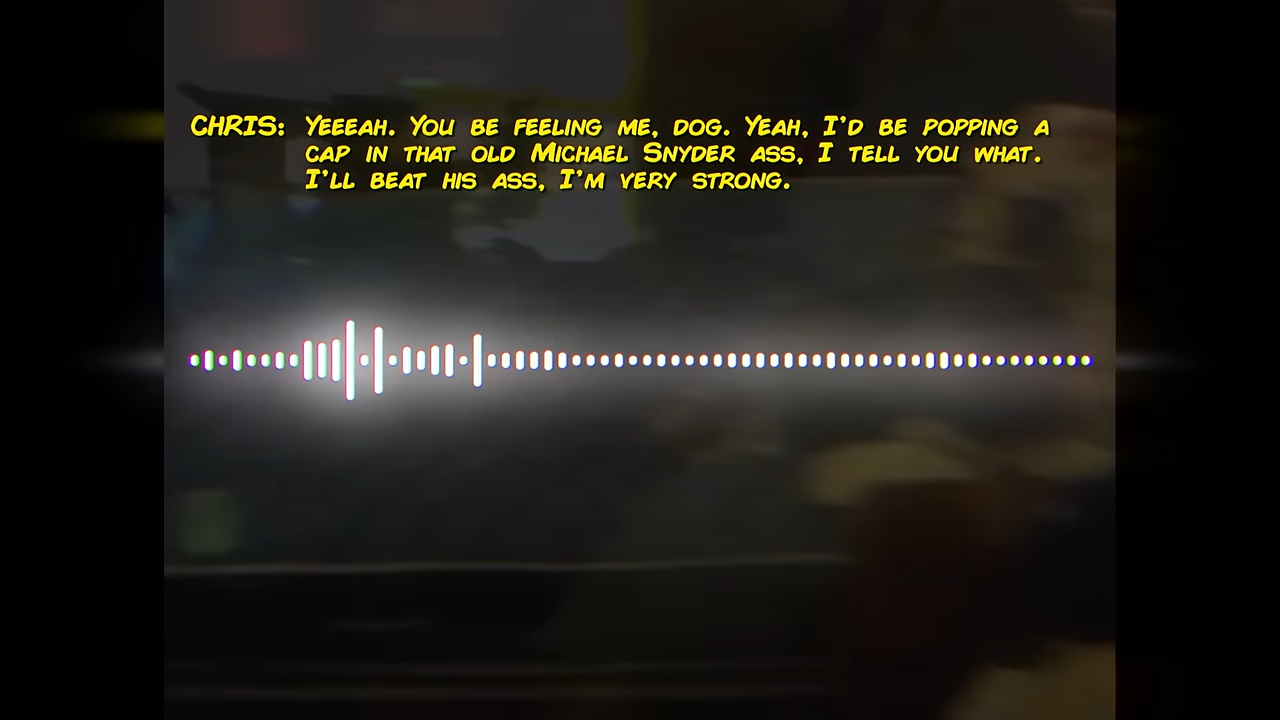 CHRIS: YEEEAH. YOU BE FEELING ME, DOG. YEAH, I'D BE POPPING A
CAP IN THAT OLD MICHAEL SNYDER ASS, I TELL YOU WHAT.
I'LL BEAT HIS ASS, I'M VERY STRONG.